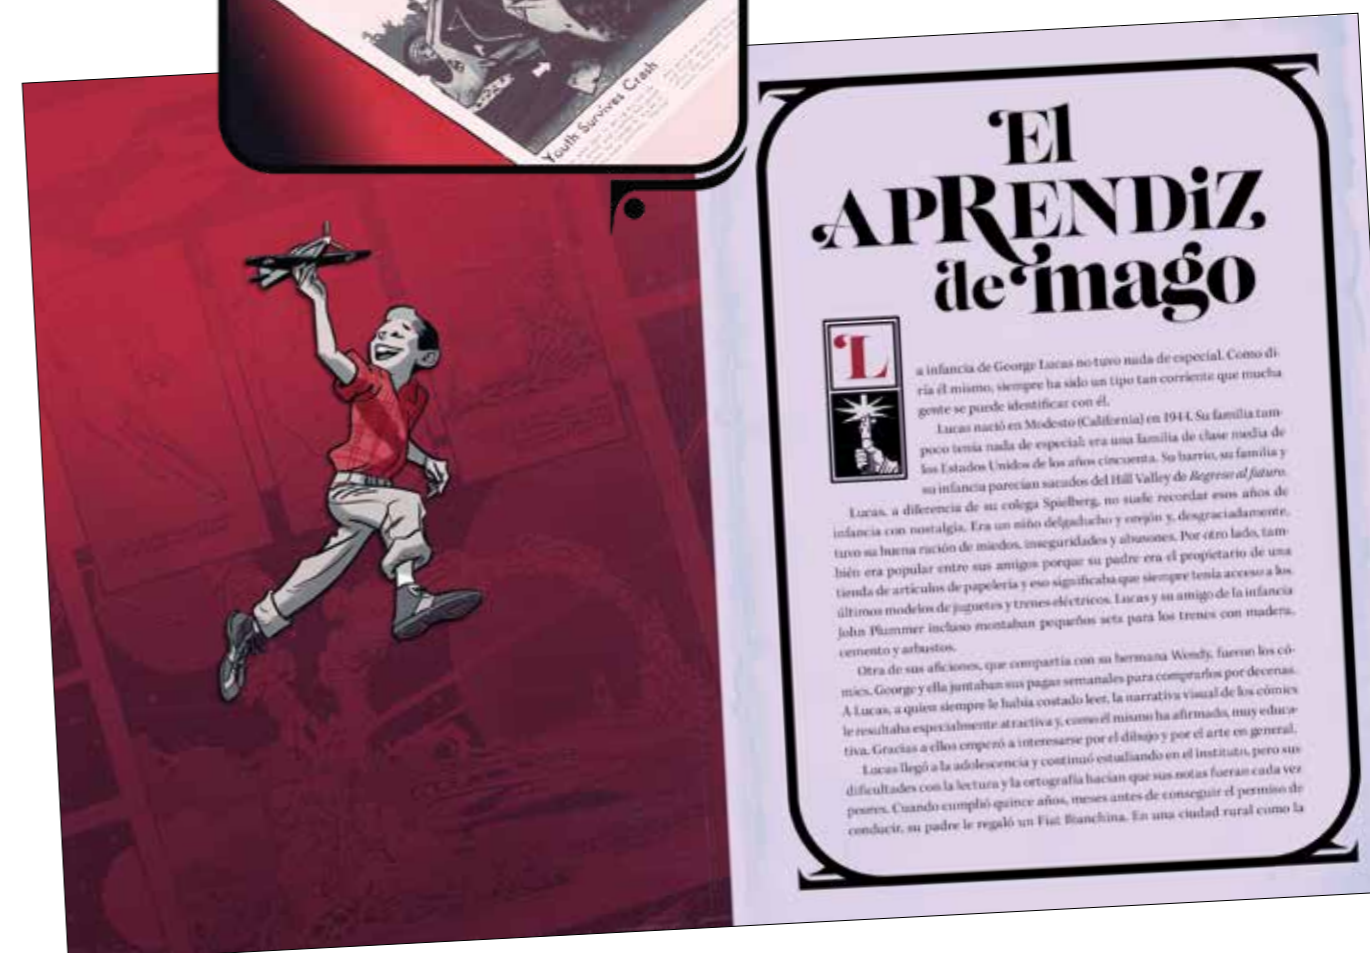 Youth Survives Crash
El
APRENDiZ
de mago
La infancia de George Lucas no tuvo nada de especial. Como di-
ría él mismo, siempre ha sido un tipo tan corriente que mucha
gente se puede identificar con él.
Lucas nació en Modesto (California) en 1944. Su familia tam-
poco tenía nada de especial: era una familia de clase media de
los Estados Unidos de los años cincuenta. Su barrio, su familia y
su infancia parecían sacados del Hill Valley de Regreso al futuro.
Lucas, a diferencia de su colega Spielberg, no suele recordar esos años de
infancia con nostalgia. Era un niño delgaducho y orejón y, desgraciadamente,
tuvo su buena ración de miedos, inseguridades y abusones. Por otro lado, tam-
bién era popular entre sus amigos porque su padre era el propietario de una
tienda de artículos de papelería y eso significaba que siempre tenía acceso a los
últimos modelos de juguetes y trenes eléctricos. Lucas y su amigo de la infancia
John Plummer incluso montaban pequeños sets para los trenes con madera,
cemento y arbustos.
Otra de sus aficiones, que compartía con su hermana Wendy, fueron los có-
mics. George y ella juntaban sus pagas semanales para comprarlos por decenas.
A Lucas, a quien siempre le había costado leer, la narrativa visual de los cómics
le resultaba especialmente atractiva y, como él mismo ha afirmado, muy educa-
tiva. Gracias a ellos empezó a interesarse por el dibujo y por el arte en general.
Lucas llegó a la adolescencia y continuó estudiando en el instituto, pero sus
dificultades con la lectura y la ortografía hacían que sus notas fueran cada vez
peores. Cuando cumplió quince años, meses antes de conseguir el permiso de
conducir, su padre le regaló un Fiat Bianchina. En una ciudad rural como la